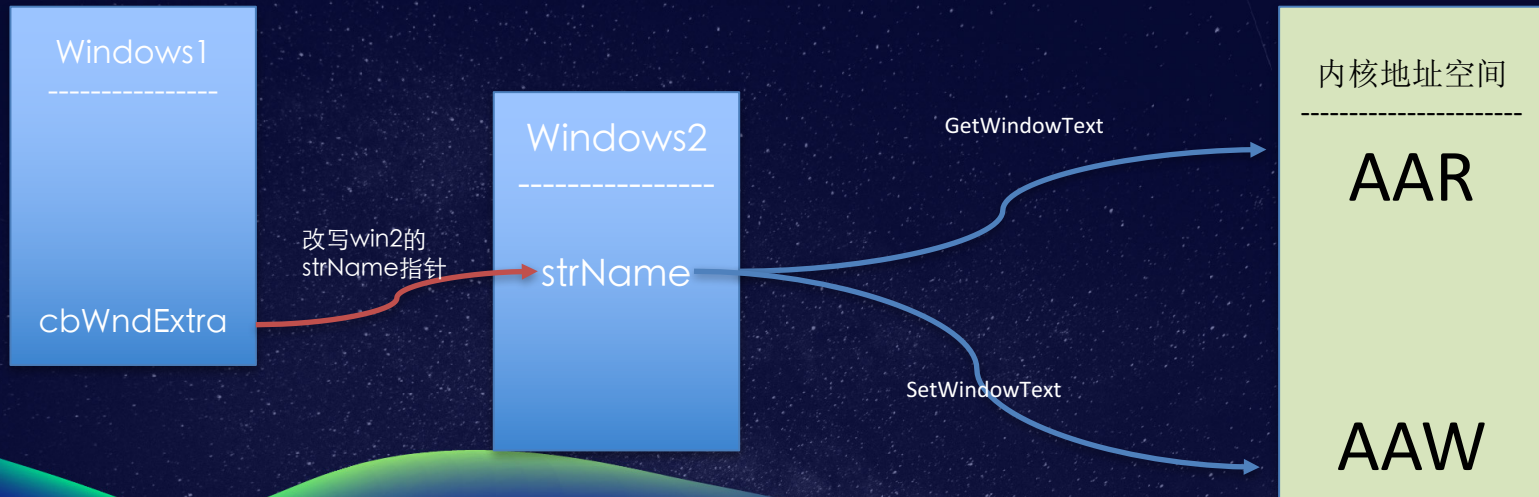 Windows1
----------------
cbWndExtra
改写win2的
strName指针
Windows2
----------------
strName
GetWindowText
SetWindowText
内核地址空间
-----------------------
AAR
AAW